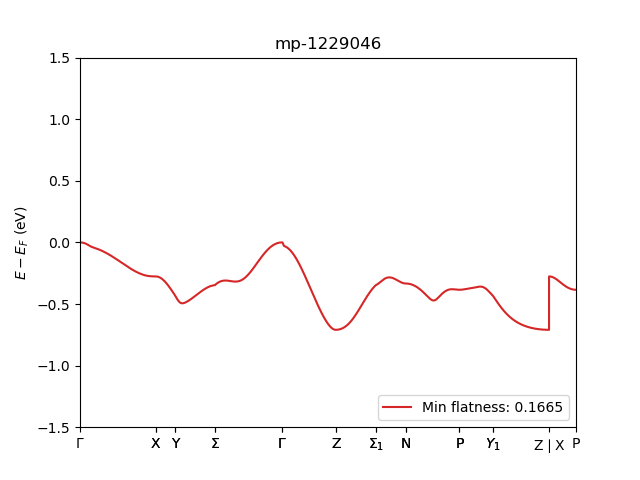 mp-1229046
E − E_F (eV)
1.5
1.0
0.5
0.0
−0.5
−1.0
−1.5
Min flatness: 0.1665
Γ X Y Σ Γ Z Σ₁ N P Y₁ Z | X P